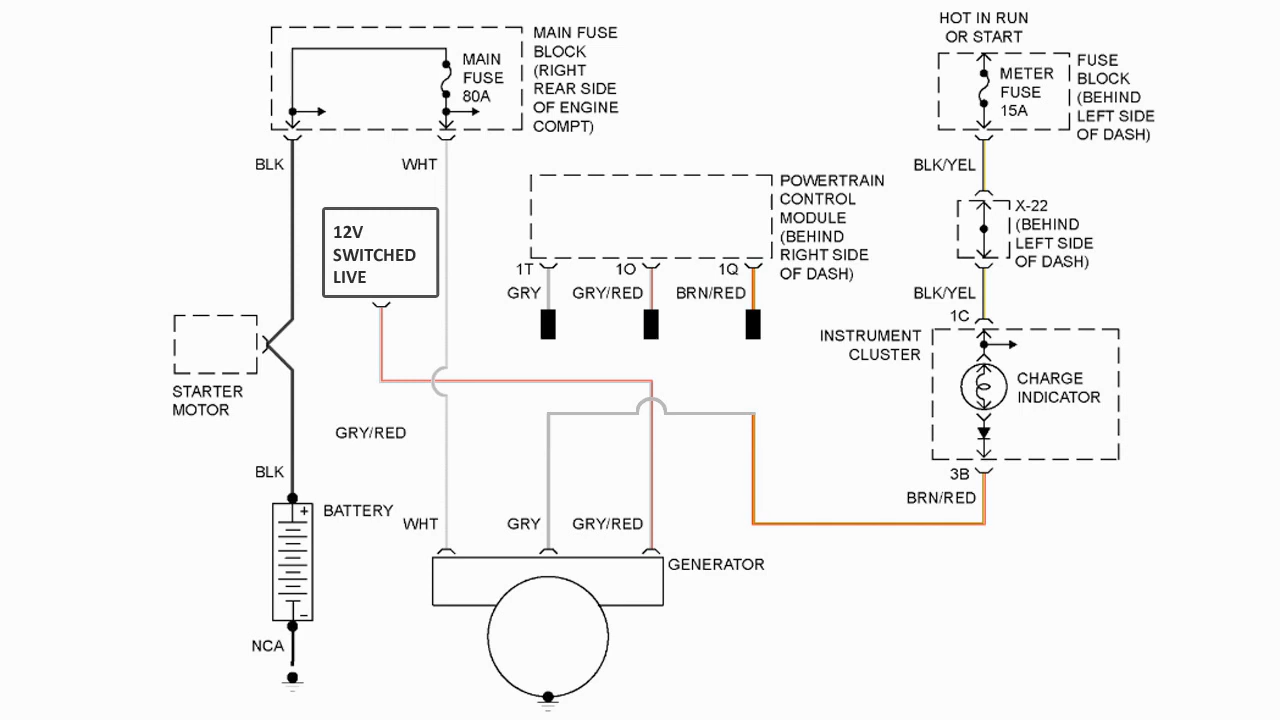 HOT IN RUN
OR START
MAIN FUSE
BLOCK
(RIGHT
REAR SIDE
OF ENGINE
COMPT)
MAIN
FUSE
80A
METER
FUSE
15A
FUSE
BLOCK
(BEHIND
LEFT SIDE
OF DASH)
BLK
WHT
BLK/YEL
12V
SWITCHED
LIVE
POWERTRAIN
CONTROL
MODULE
(BEHIND
RIGHT SIDE
OF DASH)
X-22
(BEHIND
LEFT SIDE
OF DASH)
1T
1O
1Q
GRY
GRY/RED
BRN/RED
BLK/YEL
1C
INSTRUMENT
CLUSTER
CHARGE
INDICATOR
STARTER
MOTOR
GRY/RED
BLK
3B
BRN/RED
+
BATTERY
WHT
GRY
GRY/RED
GENERATOR
-
NCA